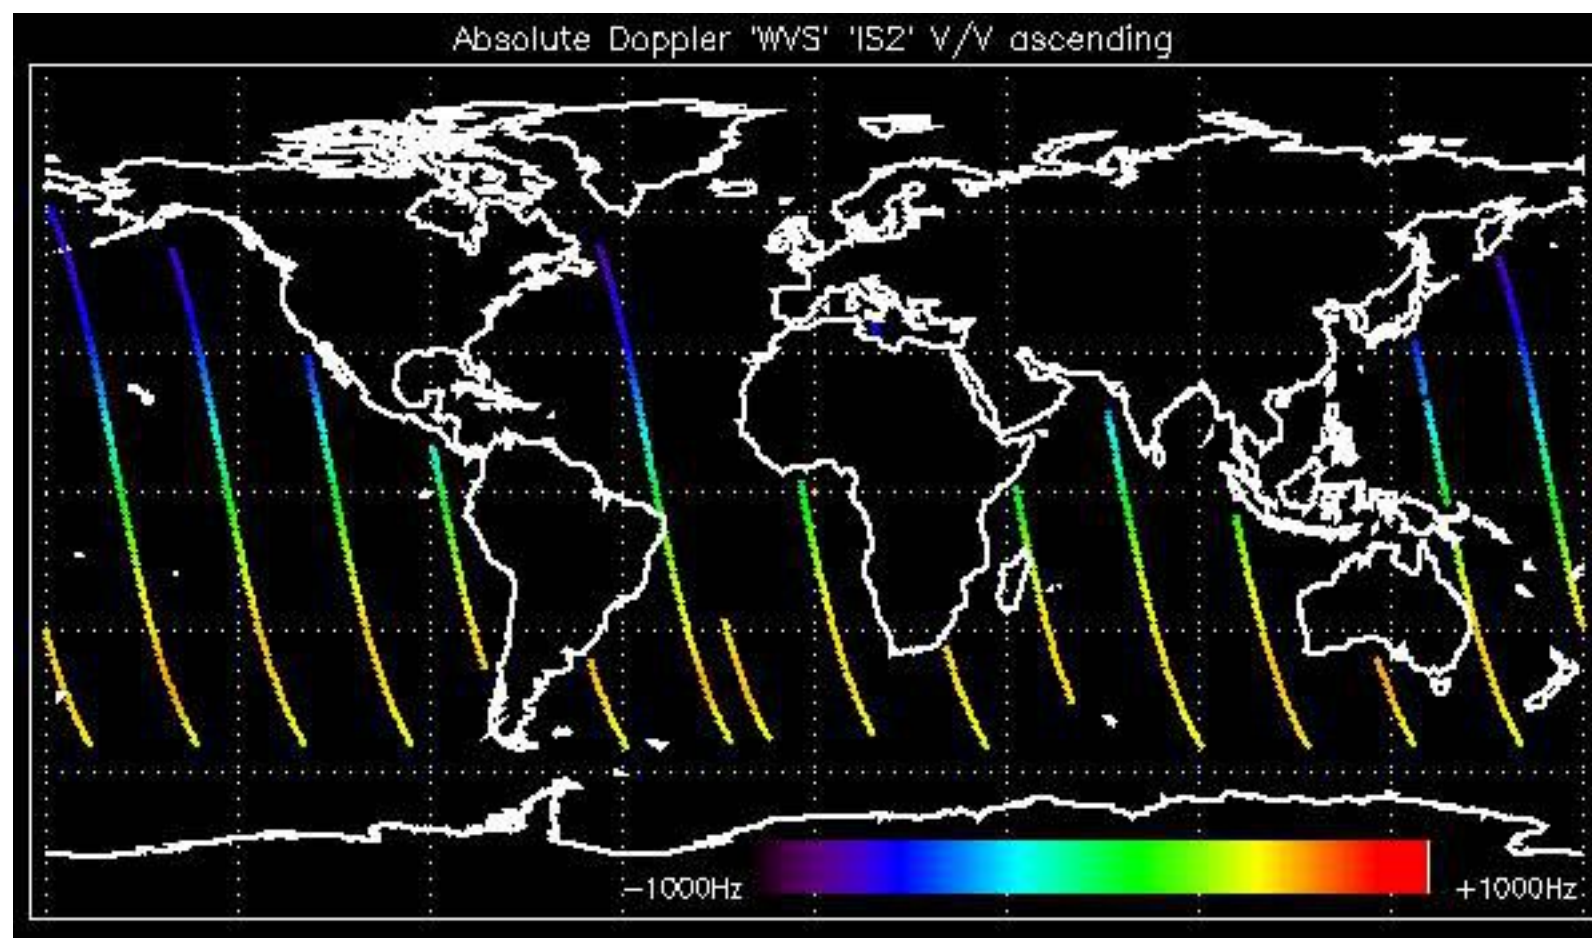 Absolute Doppler 'WVS' 'IS2' V/V ascending
-1000Hz +1000Hz